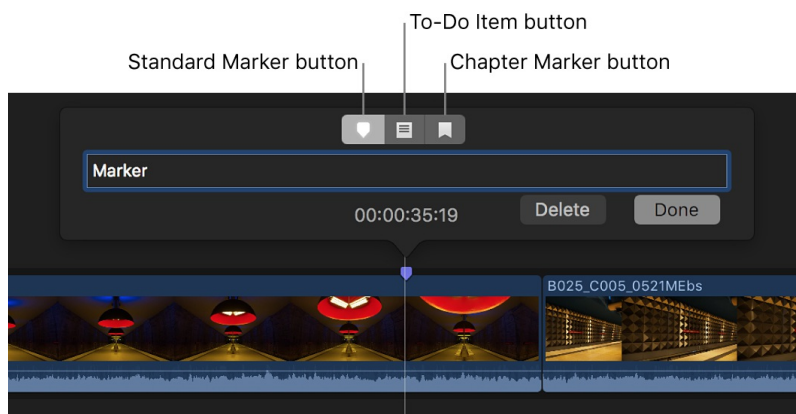 To-Do Item button
Standard Marker button
Chapter Marker button
Marker
00:00:35:19
Delete
Done
B025_C005_0521MEbs